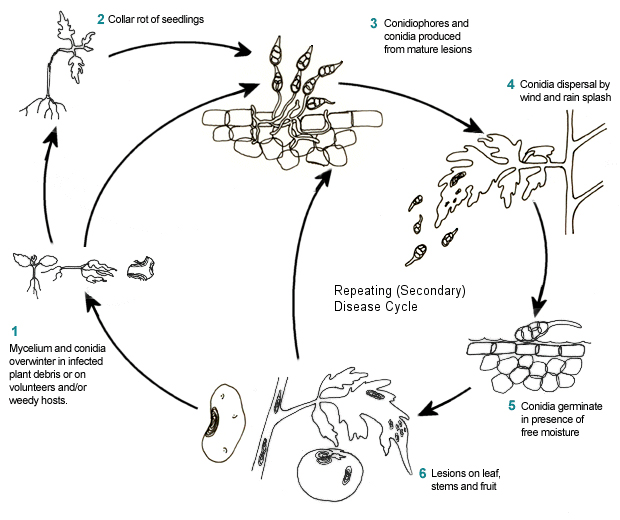 2 Collar rot of seedlings
3 Conidiophores and
conidia produced
from mature lesions
4 Conidia dispersal by
wind and rain splash
Repeating (Secondary)
Disease Cycle
1
Mycelium and conidia
overwinter in infected
plant debris or on
volunteers and/or
weedy hosts.
5 Conidia germinate
in presence of
free moisture
6 Lesions on leaf,
stems and fruit